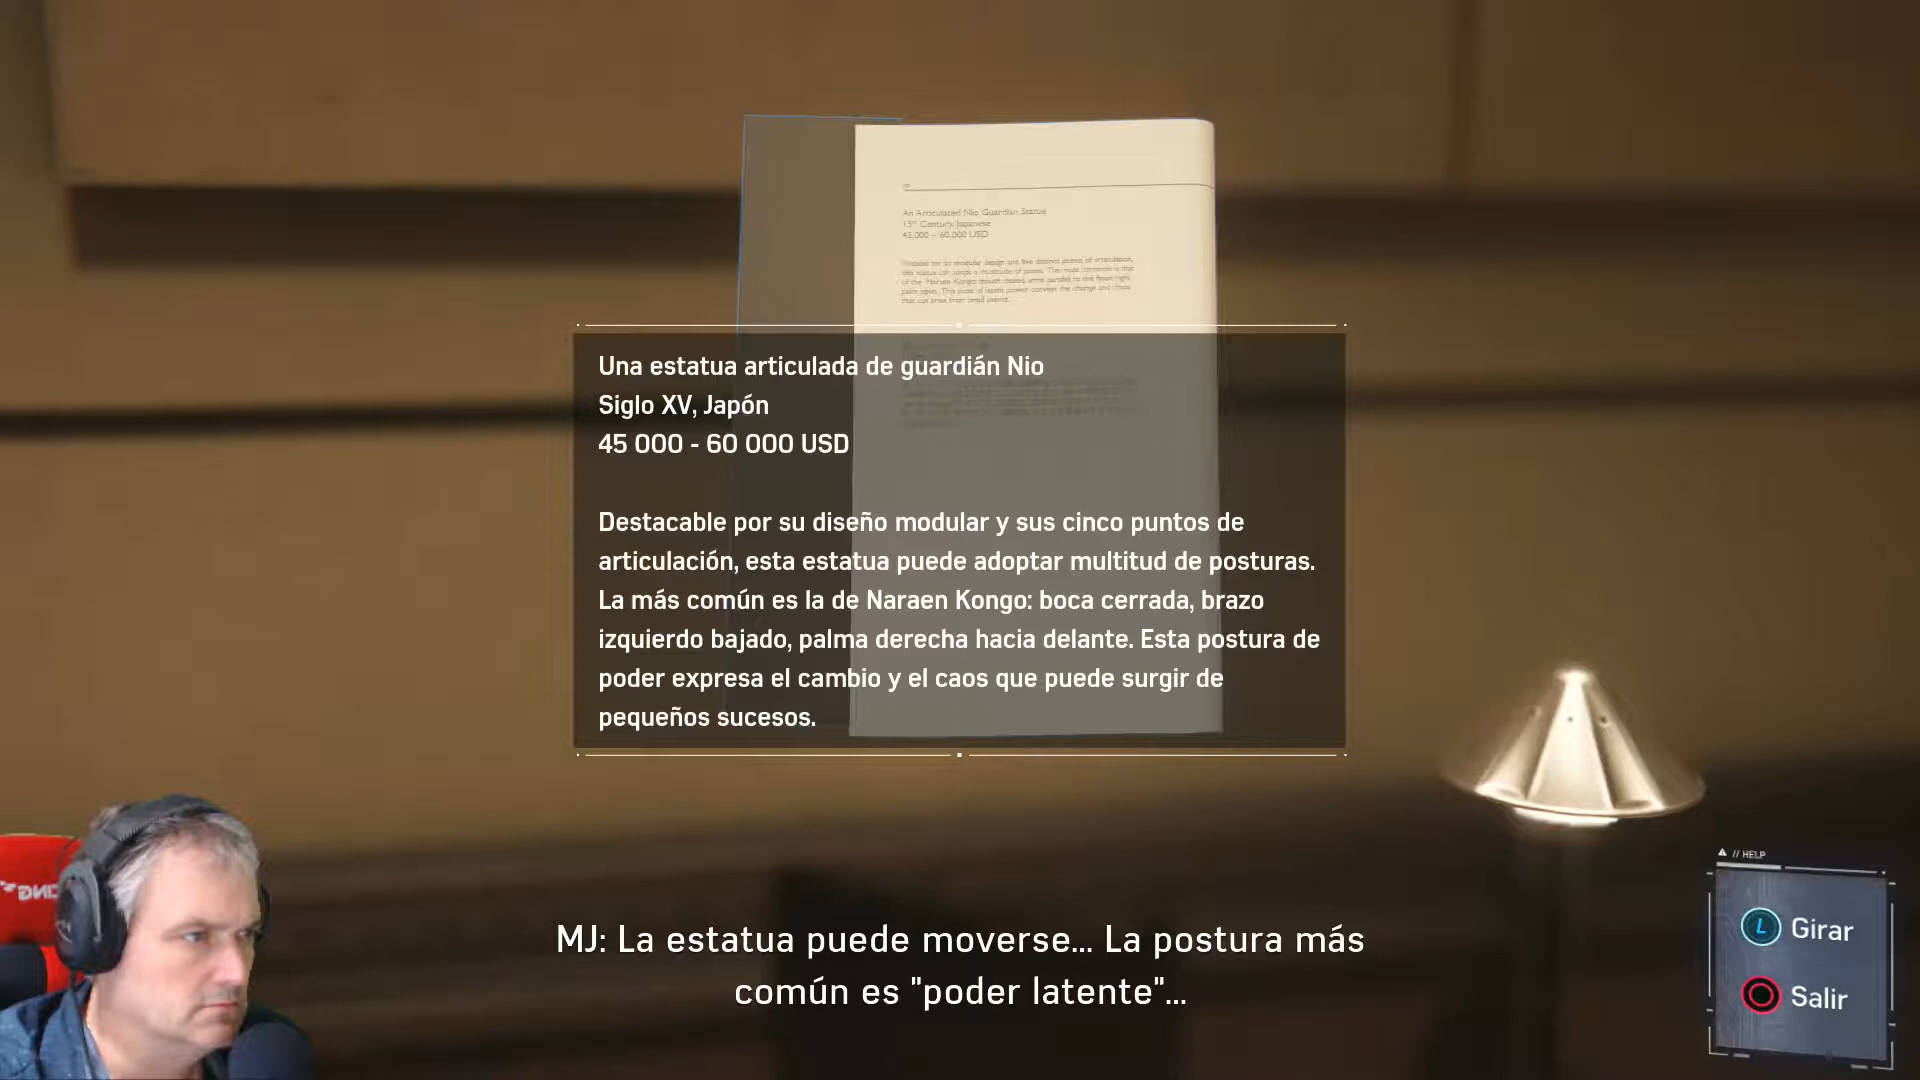 An Articulated Nio Guardian Statue
15th Century, Japanese
45,000 – 60,000 USD
Una estatua articulada de guardián Nio
Siglo XV, Japón
45 000 - 60 000 USD
Destacable por su diseño modular y sus cinco puntos de
articulación, esta estatua puede adoptar multitud de posturas.
La más común es la de Naraen Kongo: boca cerrada, brazo
izquierdo bajado, palma derecha hacia delante. Esta postura de
poder expresa el cambio y el caos que puede surgir de
pequeños sucesos.
// HELP
L Girar
Salir
MJ: La estatua puede moverse... La postura más
común es "poder latente"...